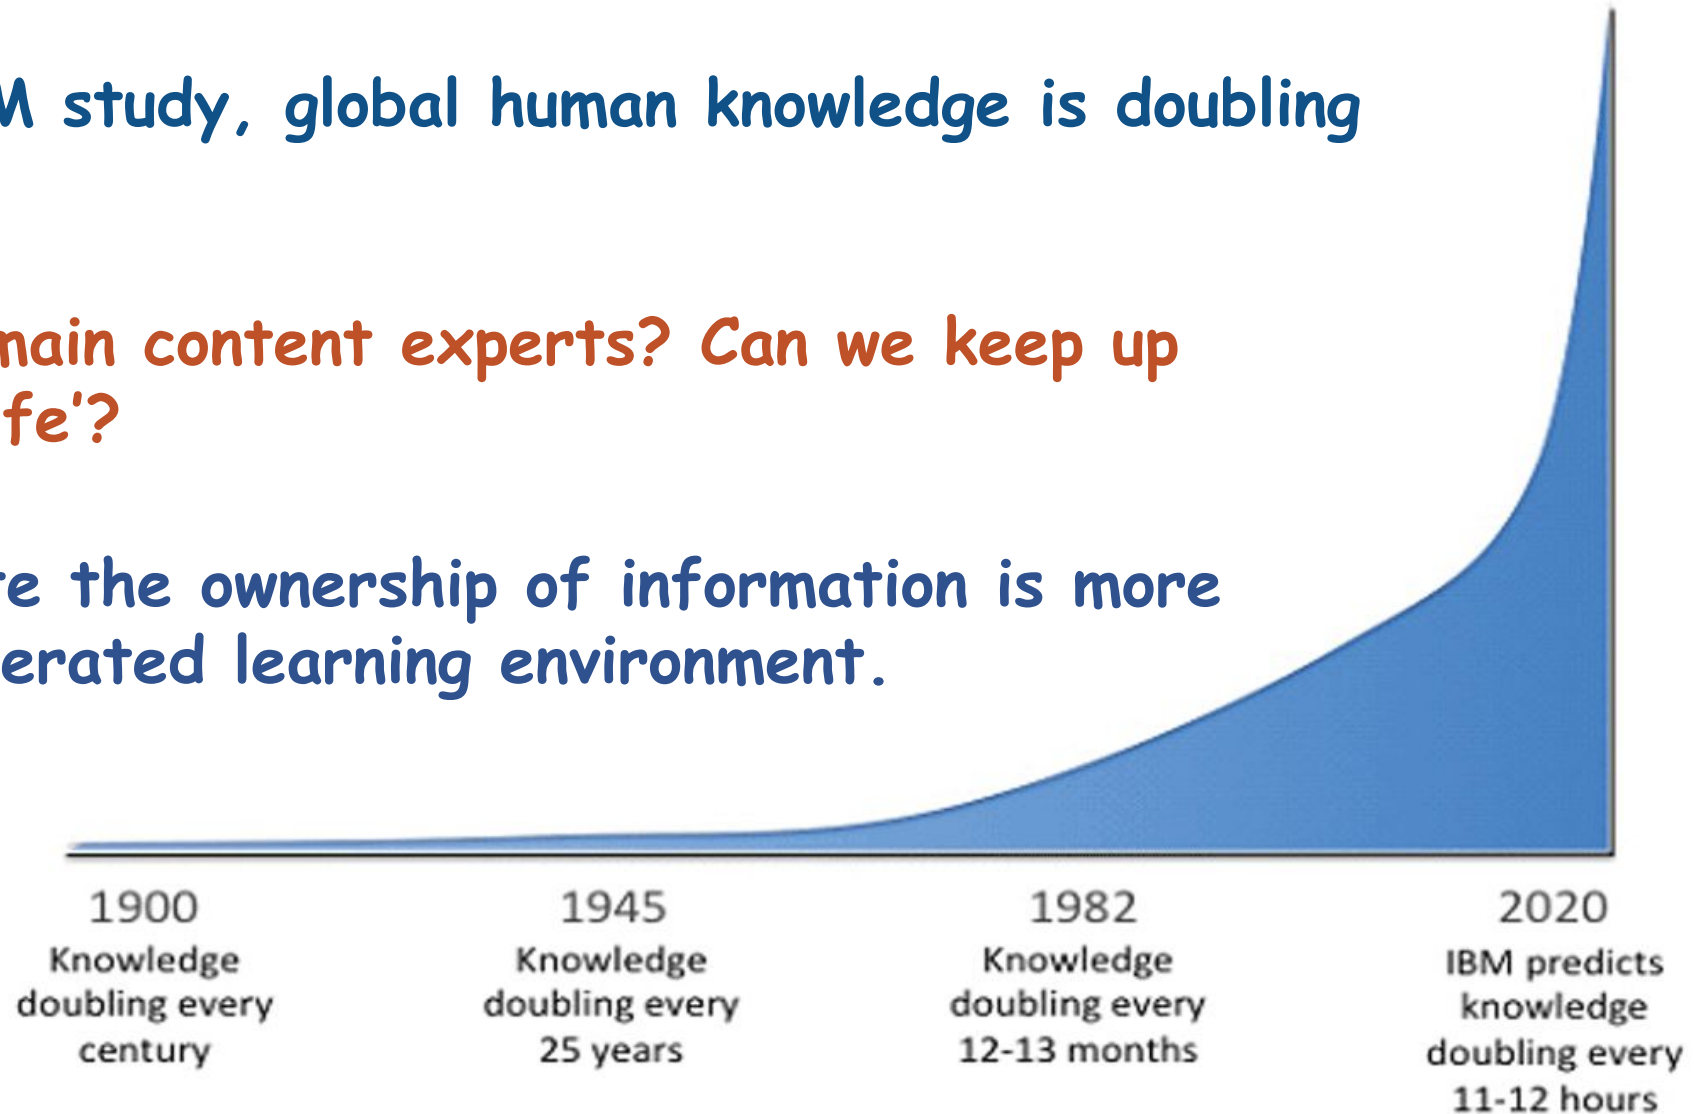 M study, global human knowledge is doubling
main content experts? Can we keep up
fe'?
te the ownership of information is more
erated learning environment.
1900
Knowledge
doubling every
century
1945
Knowledge
doubling every
25 years
1982
Knowledge
doubling every
12-13 months
2020
IBM predicts
knowledge
doubling every
11-12 hours